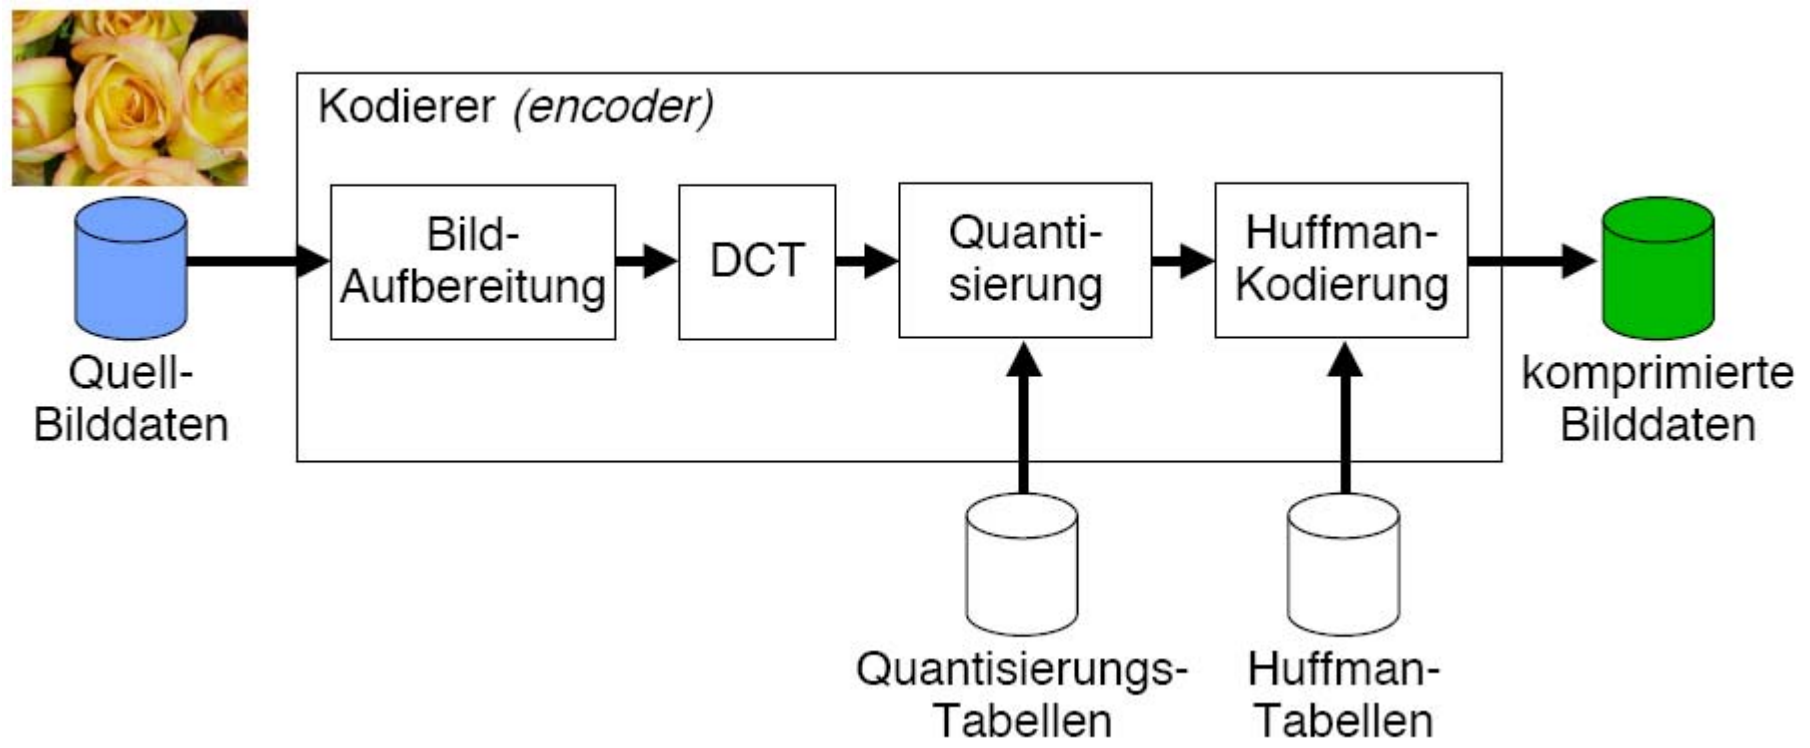 Kodierer (encoder)
Bild-
Aufbereitung
DCT
Quanti-
sierung
Huffman-
Kodierung
Quell-
Bilddaten
komprimierte
Bilddaten
Quantisierungs-
Tabellen
Huffman-
Tabellen